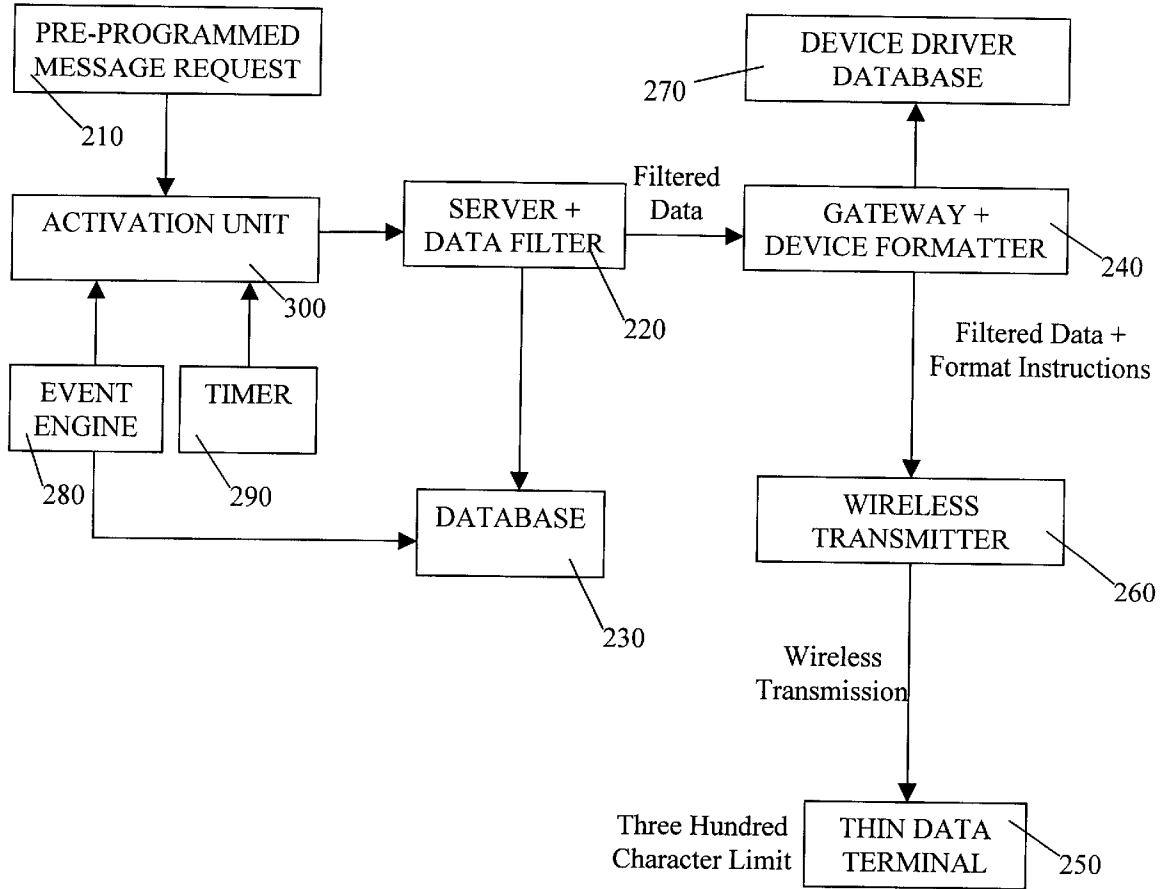 PRE-PROGRAMMED
MESSAGE REQUEST
210
DEVICE DRIVER
DATABASE
270
ACTIVATION UNIT
300
SERVER +
DATA FILTER
220
Filtered
Data
GATEWAY +
DEVICE FORMATTER
240
Filtered Data +
Format Instructions
EVENT
ENGINE
280
TIMER
290
DATABASE
230
WIRELESS
TRANSMITTER
260
Wireless
Transmission
Three Hundred
Character Limit
THIN DATA
TERMINAL
250